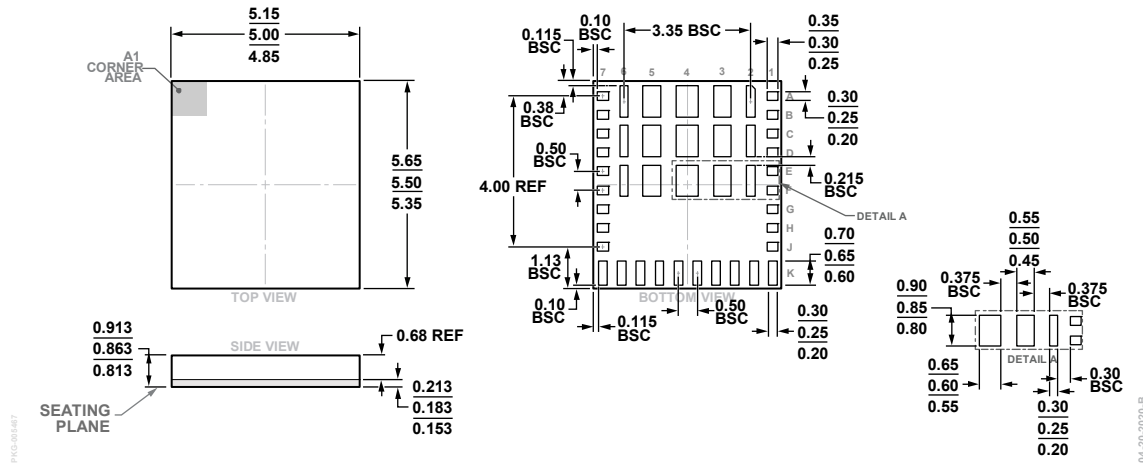 5.15
5.00
4.85
A1
CORNER
AREA
5.65
5.50
5.35
TOP VIEW
SIDE VIEW
0.913
0.863
0.813
0.68 REF
0.213
0.183
0.153
SEATING
PLANE
PKG-005467
0.10
BSC
0.115
BSC
3.35 BSC
0.35
0.30
0.25
7 6 5 4 3 2 1
A
B
C
D
E
F
G
H
J
K
0.38
BSC
0.50
BSC
4.00 REF
0.30
0.25
0.20
0.215
BSC
DETAIL A
0.70
0.65
0.60
1.13
BSC
0.10
BSC
BOTTOM VIEW
0.115
BSC
0.50
BSC
0.30
0.25
0.20
0.55
0.50
0.45
0.375
BSC
0.375
BSC
0.90
0.85
0.80
DETAIL A
0.65
0.60
0.55
0.30
BSC
0.30
0.25
0.20
04-20-2020-B